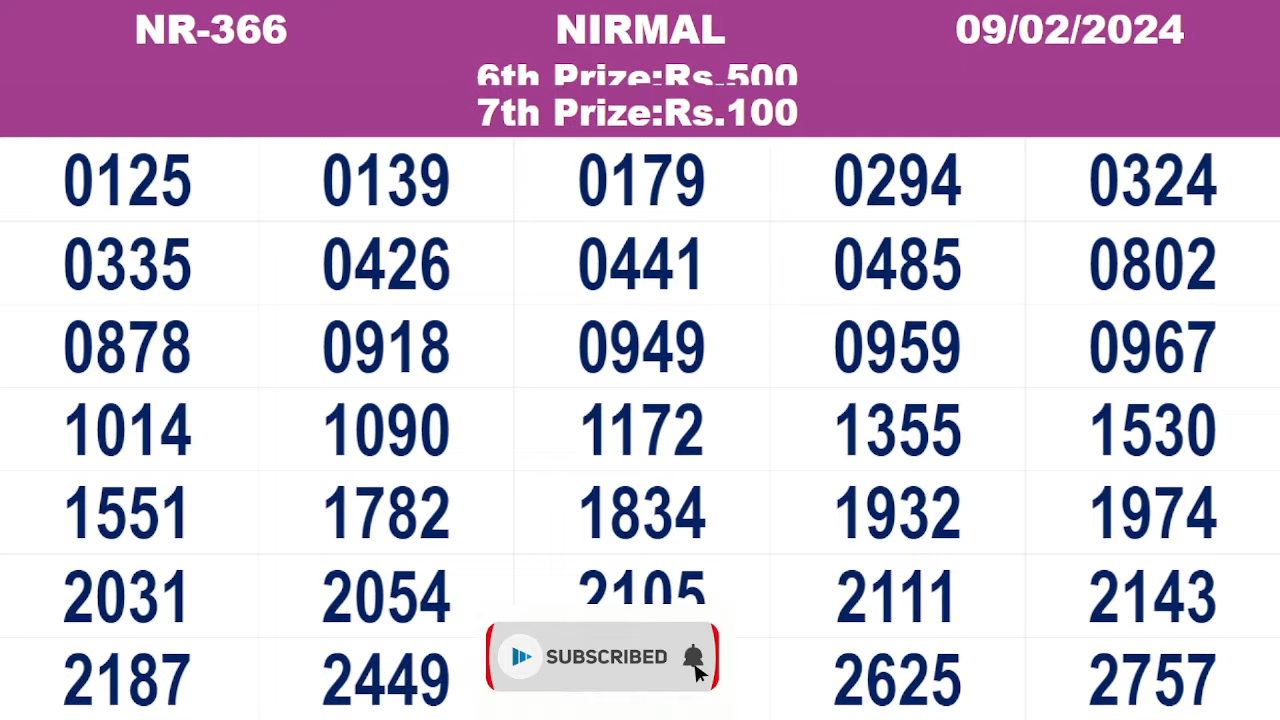 NR-366 NIRMAL 09/02/2024
6th Prize:Rs.500
7th Prize:Rs.100
0125 0139 0179 0294 0324
0335 0426 0441 0485 0802
0878 0918 0949 0959 0967
1014 1090 1172 1355 1530
1551 1782 1834 1932 1974
2031 2054 2105 2111 2143
2187 2449 2625 2757
SUBSCRIBED